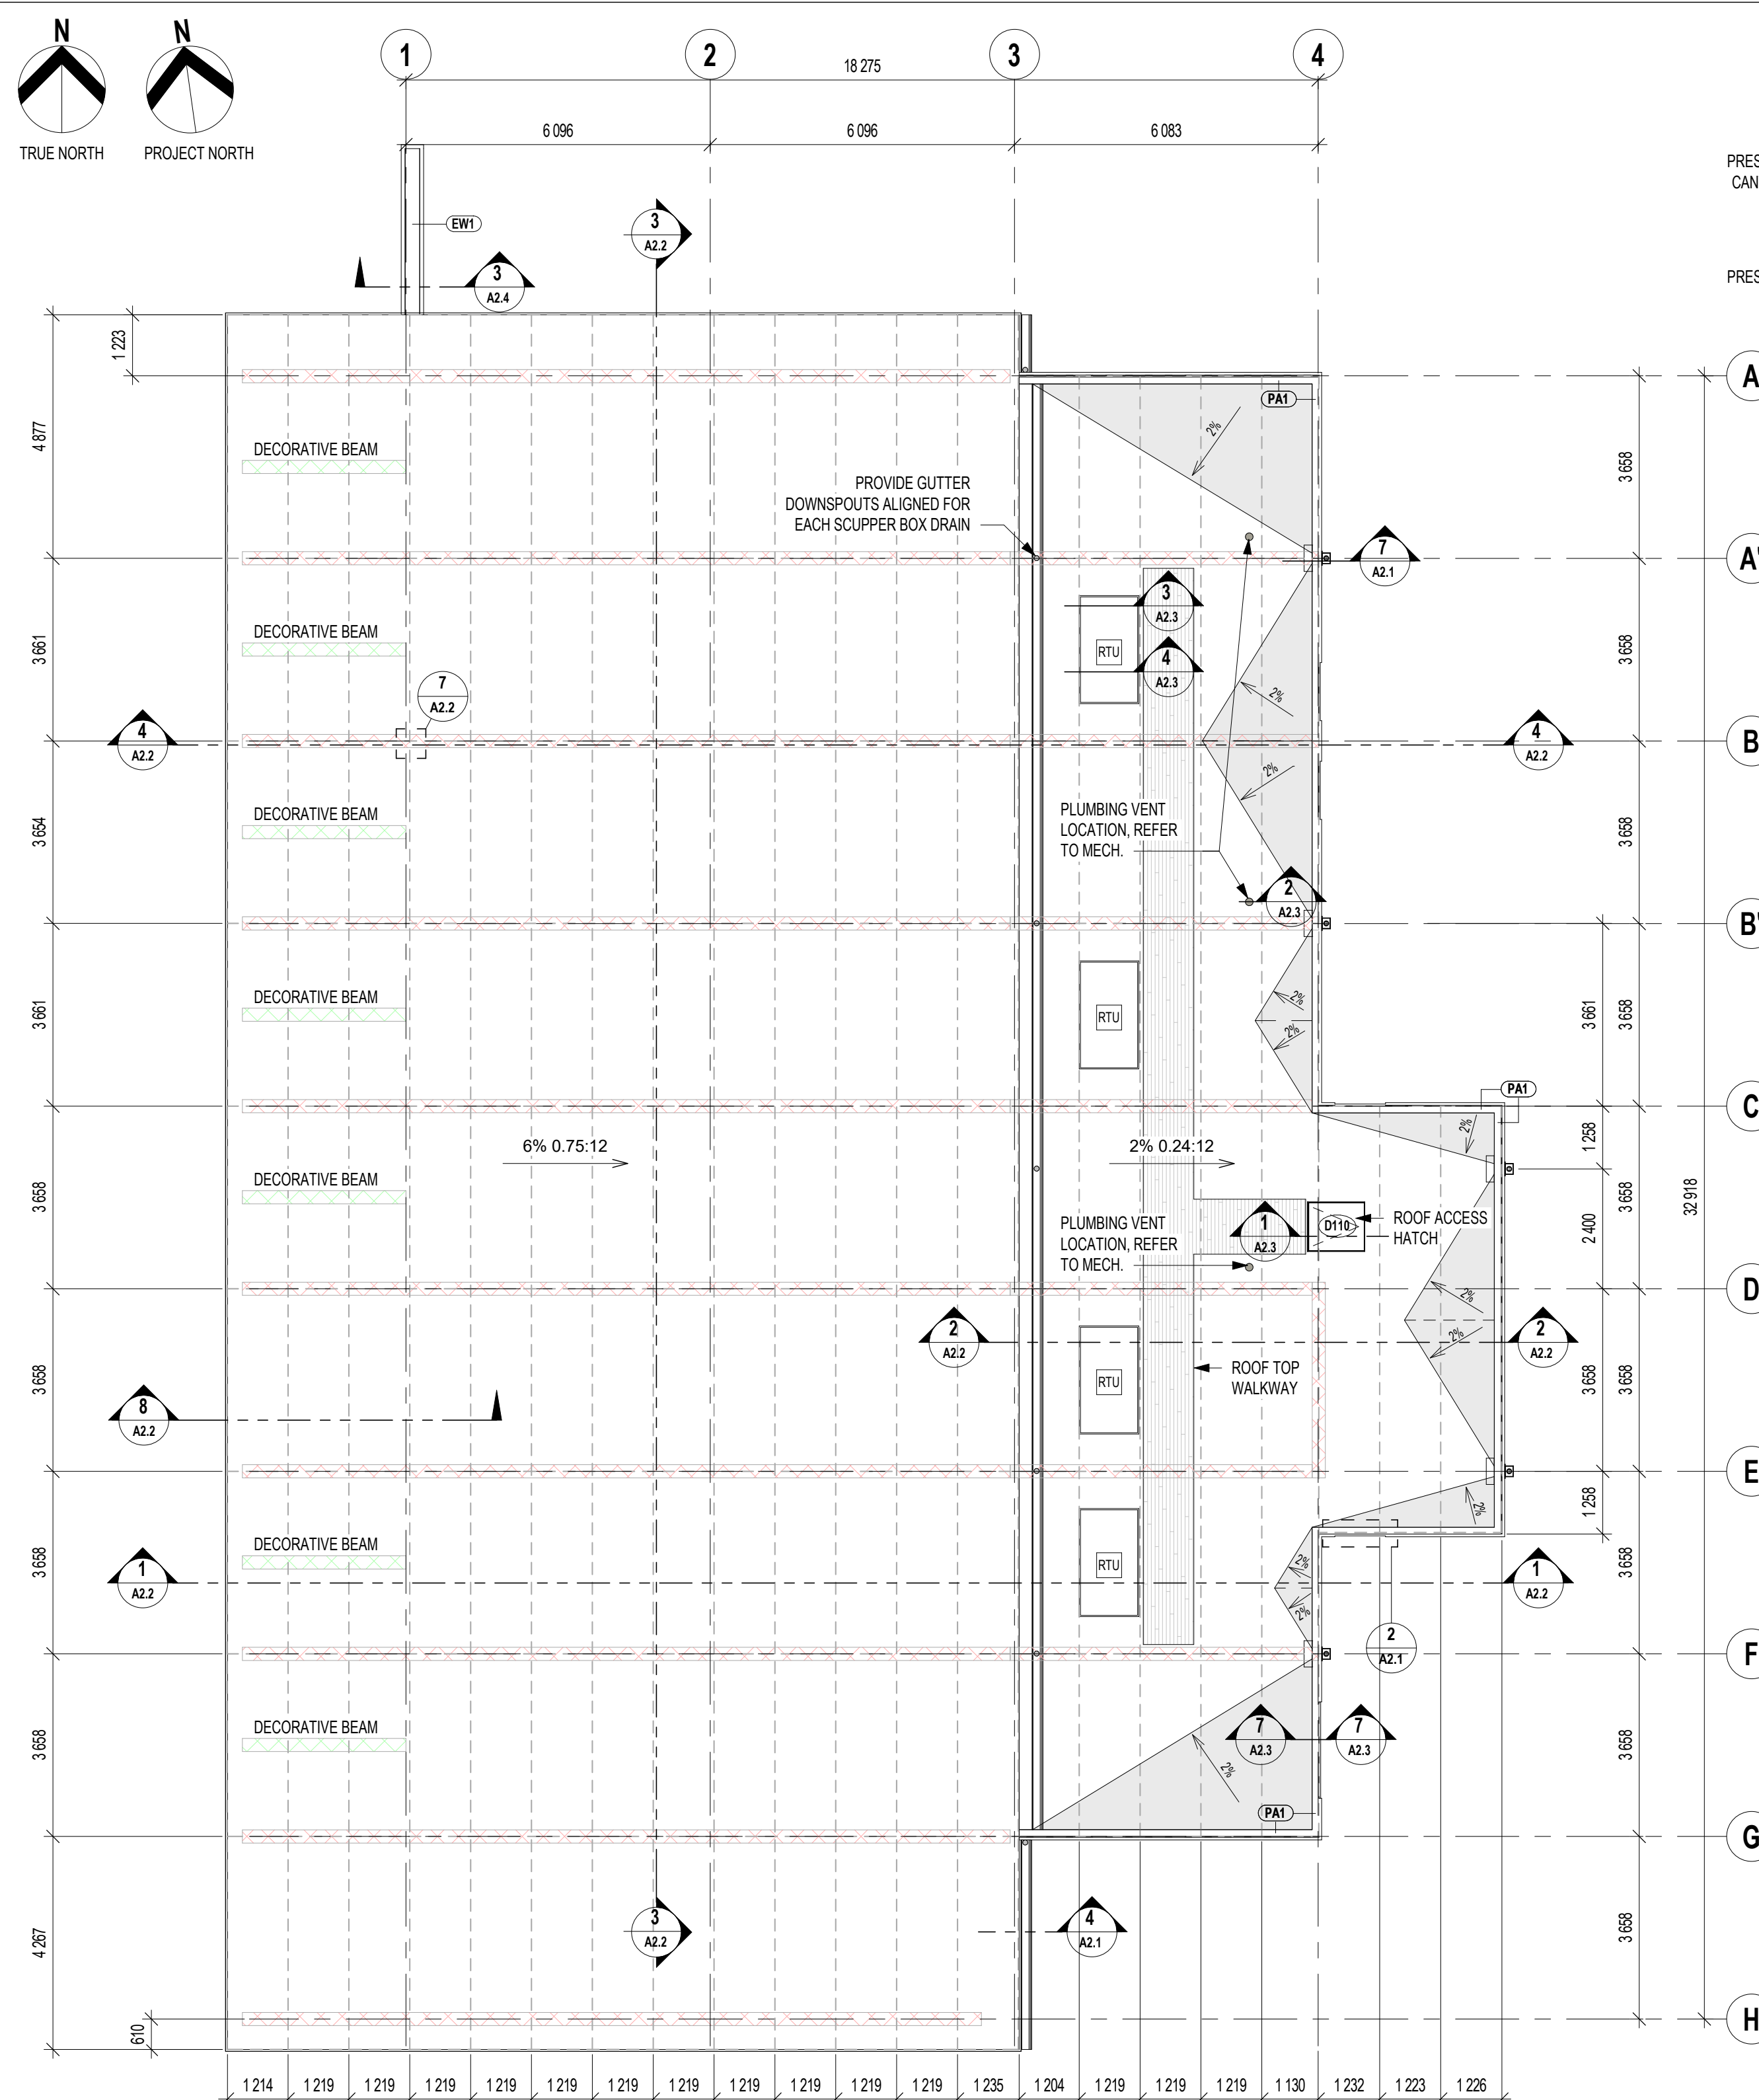 N
N
TRUE NORTH
PROJECT NORTH
1
2
3
4
18 275
6 096
6 096
6 083
PRES
CAN
PRES
EW1
3
A2.2
3
A2.4
1 223
4 877
3 661
3 654
3 661
3 658
3 658
3 658
3 658
4 267
610
A
PA1
2%
3 658
DECORATIVE BEAM
PROVIDE GUTTER
DOWNSPOUTS ALIGNED FOR
EACH SCUPPER BOX DRAIN
7
A2.1
A'
DECORATIVE BEAM
RTU
3
A2.3
4
A2.3
3 658
2%
7
A2.2
4
A2.2
4
A2.2
B
2%
DECORATIVE BEAM
PLUMBING VENT
LOCATION, REFER
TO MECH.
3 658
2
A2.3
B'
DECORATIVE BEAM
RTU
2%
2%
3 661
3 658
PA1
C
6% 0.75:12
2% 0.24:12
2%
1 258
DECORATIVE BEAM
3 658
32 918
PLUMBING VENT
LOCATION, REFER
TO MECH.
1
A2.3
D110
ROOF ACCESS
HATCH
2 400
D
2%
2%
2
A2.2
2
A2.2
RTU
ROOF TOP
WALKWAY
3 658
3 658
8
A2.2
E
2%
1 258
DECORATIVE BEAM
RTU
2%
2%
3 658
1
A2.2
1
A2.2
2
A2.1
F
DECORATIVE BEAM
7
A2.3
7
A2.3
2%
3 658
PA1
G
3
A2.2
4
A2.1
3 658
H
1 214
1 219
1 219
1 219
1 219
1 219
1 219
1 219
1 219
1 219
1 219
1 219
1 235
1 204
1 219
1 219
1 219
1 130
1 232
1 223
1 226